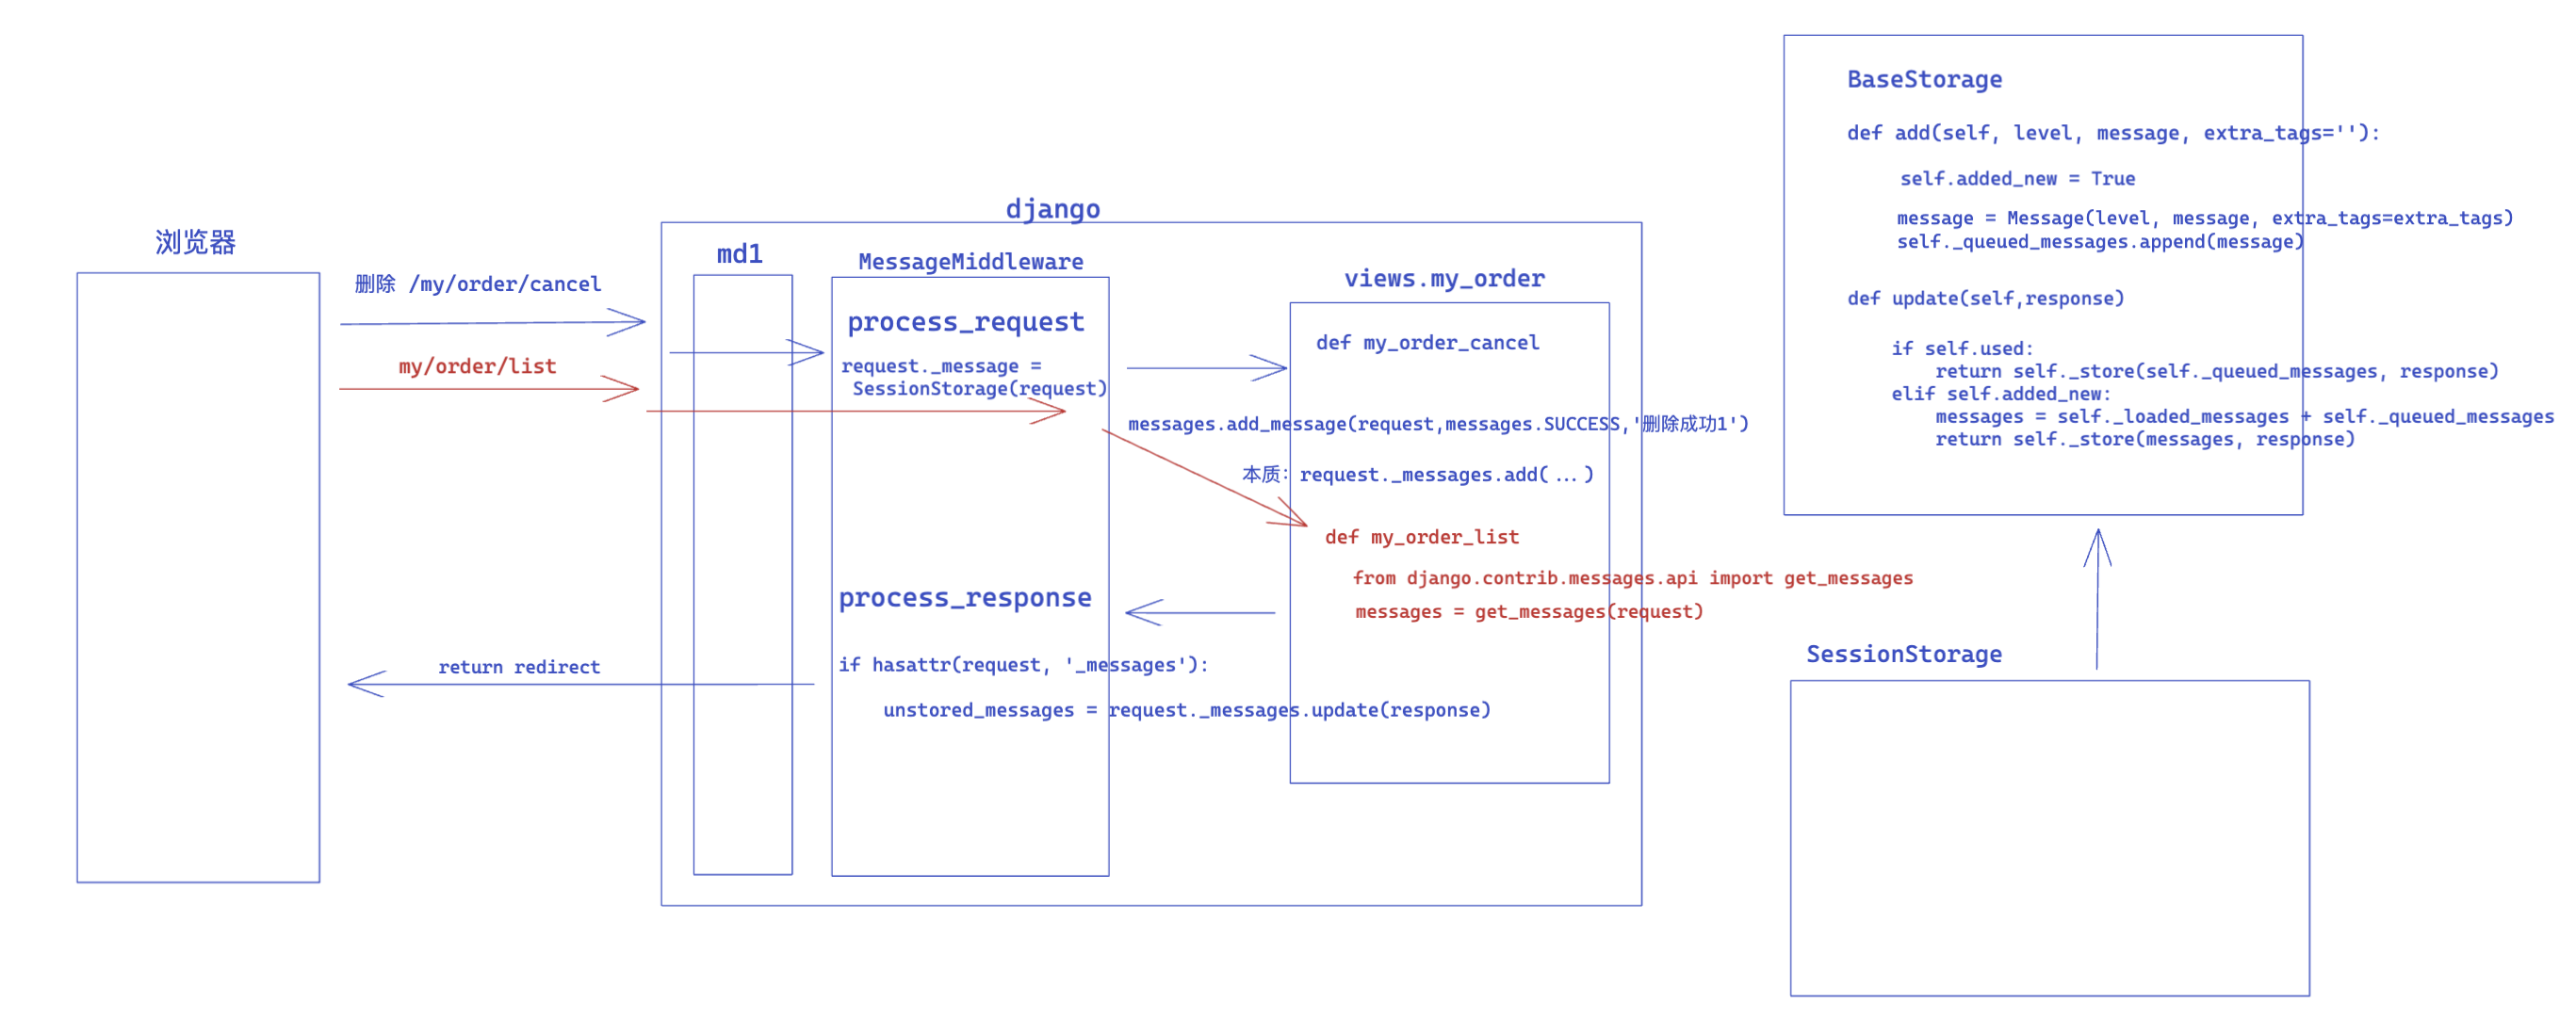 浏览器
删除 /my/order/cancel
my/order/list
return redirect
django
md1
MessageMiddleware
process_request
request._message =
SessionStorage(request)
process_response
if hasattr(request, '_messages'):
unstored_messages = request._messages.update(response)
views.my_order
def my_order_cancel
messages.add_message(request,messages.SUCCESS,'删除成功1')
本质：request._messages.add(...)
def my_order_list
from django.contrib.messages.api import get_messages
messages = get_messages(request)
BaseStorage
def add(self, level, message, extra_tags=''):
self.added_new = True
message = Message(level, message, extra_tags=extra_tags)
self._queued_messages.append(message)
def update(self,response)
if self.used:
return self._store(self._queued_messages, response)
elif self.added_new:
messages = self._loaded_messages + self._queued_messages
return self._store(messages, response)
SessionStorage